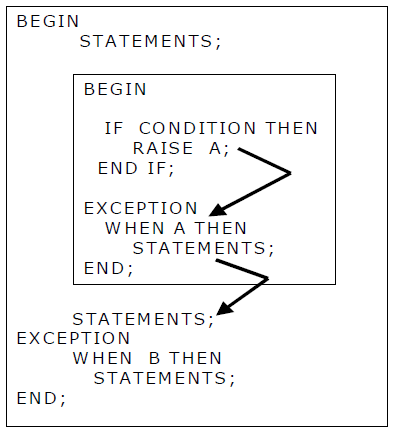 BEGIN
STATEMENTS;
BEGIN
IF CONDITION THEN
RAISE A;
END IF;
EXCEPTION
WHEN A THEN
STATEMENTS;
END;
STATEMENTS;
EXCEPTION
WHEN B THEN
STATEMENTS;
END;